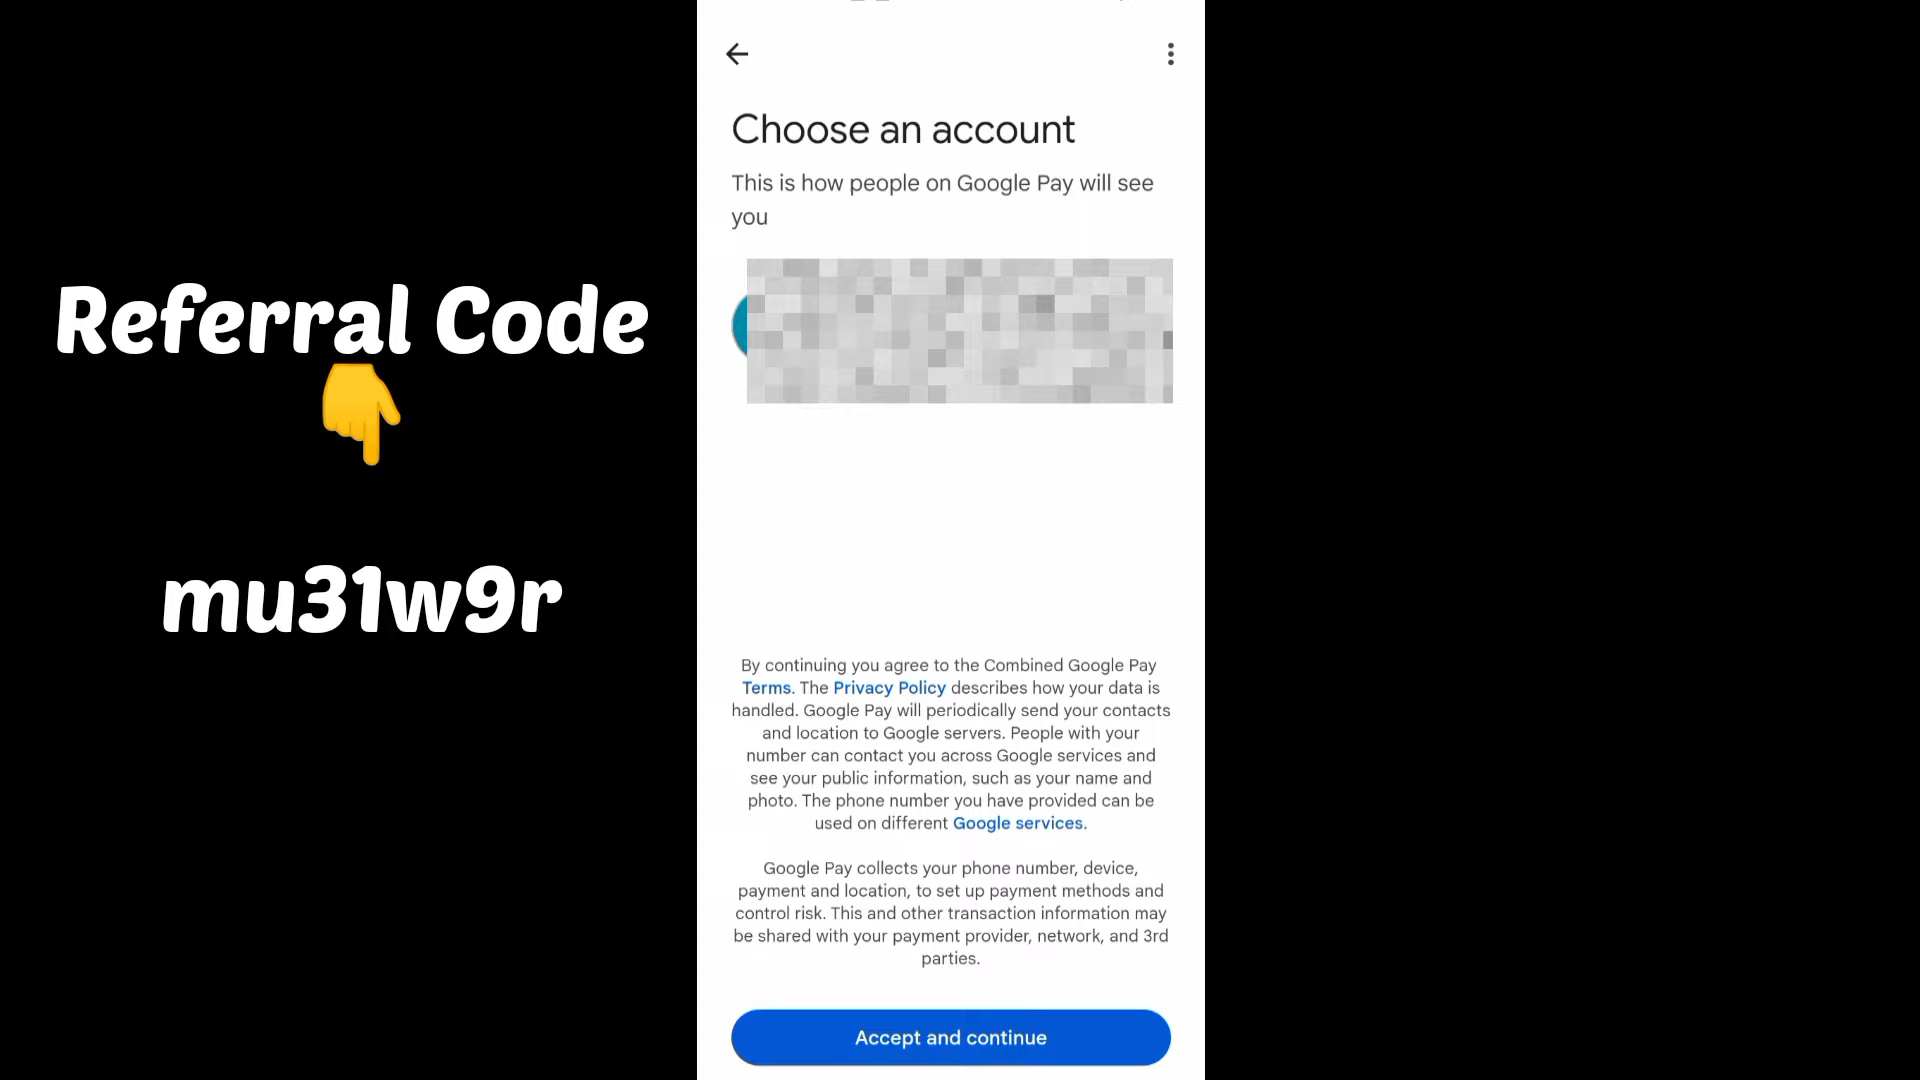 Referral Code
mu31w9r
Choose an account
This is how people on Google Pay will see
you
By continuing you agree to the Combined Google Pay
Terms. The Privacy Policy describes how your data is
handled. Google Pay will periodically send your contacts
and location to Google servers. People with your
number can contact you across Google services and
see your public information, such as your name and
photo. The phone number you have provided can be
used on different Google services.
Google Pay collects your phone number, device,
payment and location, to set up payment methods and
control risk. This and other transaction information may
be shared with your payment provider, network, and 3rd
parties.
Accept and continue